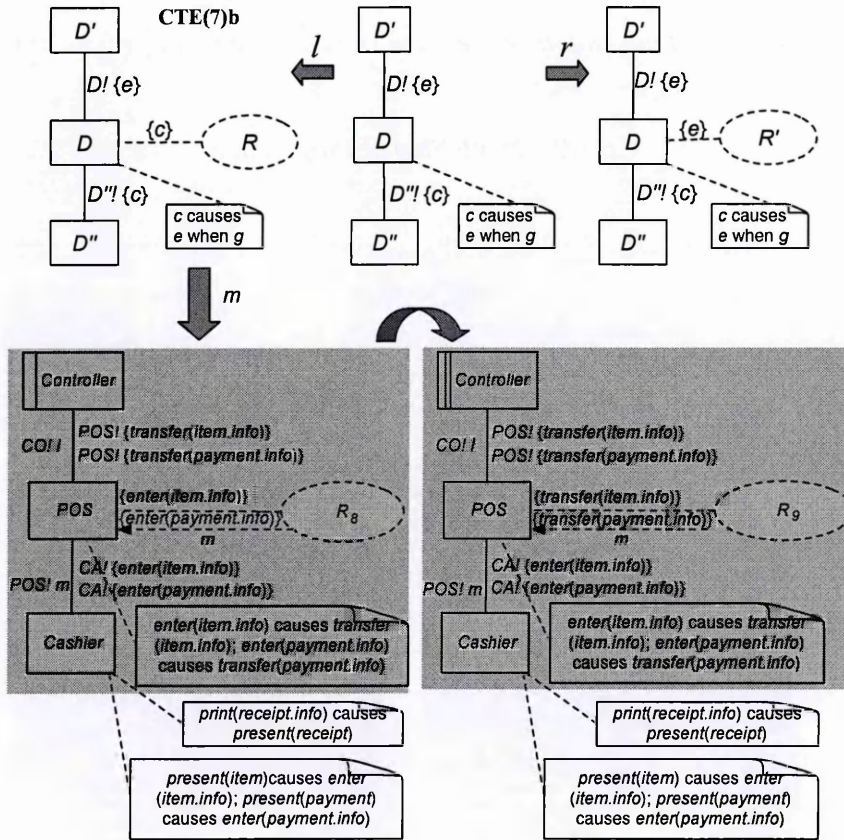 CTE(7)b
D'
l
D'
r
D'
D! {e}
D! {e}
D! {e}
D
{c}
R
D
D
{e}
R'
D''! {c}
D''! {c}
D''! {c}
D''
c causes
e when g
D''
c causes
e when g
D''
c causes
e when g
m
Controller
CO! I
POS! {transfer(item.info)}
POS! {transfer(payment.info)}
POS
{enter(item.info)}
{enter(payment.info)}
m
R8
POS! m
CA! {enter(item.info)}
CA! {enter(payment.info)}
Cashier
enter(item.info) causes transfer
(item.info); enter(payment.info)
causes transfer(payment.info)
print(receipt.info) causes
present(receipt)
present(item)causes enter
(item.info); present(payment)
causes enter(payment.info)
Controller
CO! I
POS! {transfer(item.info)}
POS! {transfer(payment.info)}
POS
{transfer(item.info)}
{transfer(payment.info)}
m
R9
POS! m
CA! {enter(item.info)}
CA! {enter(payment.info)}
Cashier
enter(item.info) causes transfer
(item.info); enter(payment.info)
causes transfer(payment.info)
print(receipt.info) causes
present(receipt)
present(item) causes enter
(item.info); present(payment)
causes enter(payment.info)